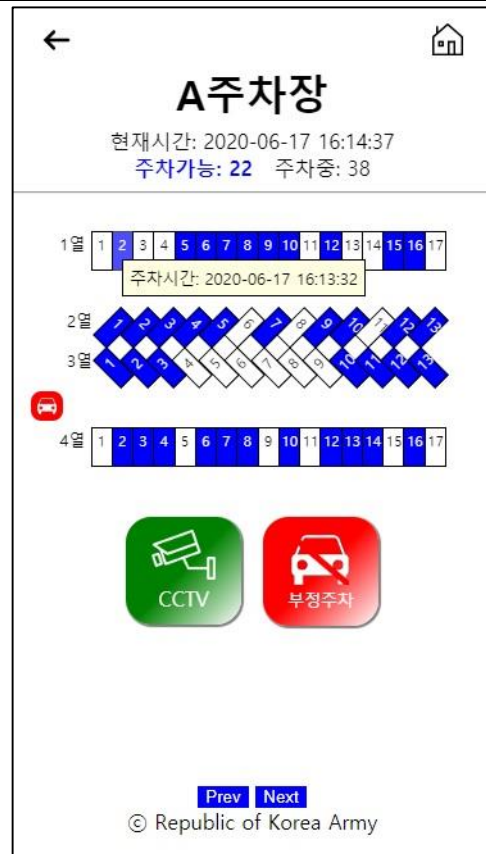 A주차장
현재시간: 2020-06-17 16:14:37
주차가능: 22 주차중: 38
1열 1 2 3 4 5 6 7 8 9 10 11 12 13 14 15 16 17
주차시간: 2020-06-17 16:13:32
2열 1 2 3 4 5 6 7 8 9 10 11 12 13
3열 1 2 3 4 5 6 7 8 9 10 11 12 13
4열 1 2 3 4 5 6 7 8 9 10 11 12 13 14 15 16 17
CCTV 부정주차
Prev Next
ⓒ Republic of Korea Army